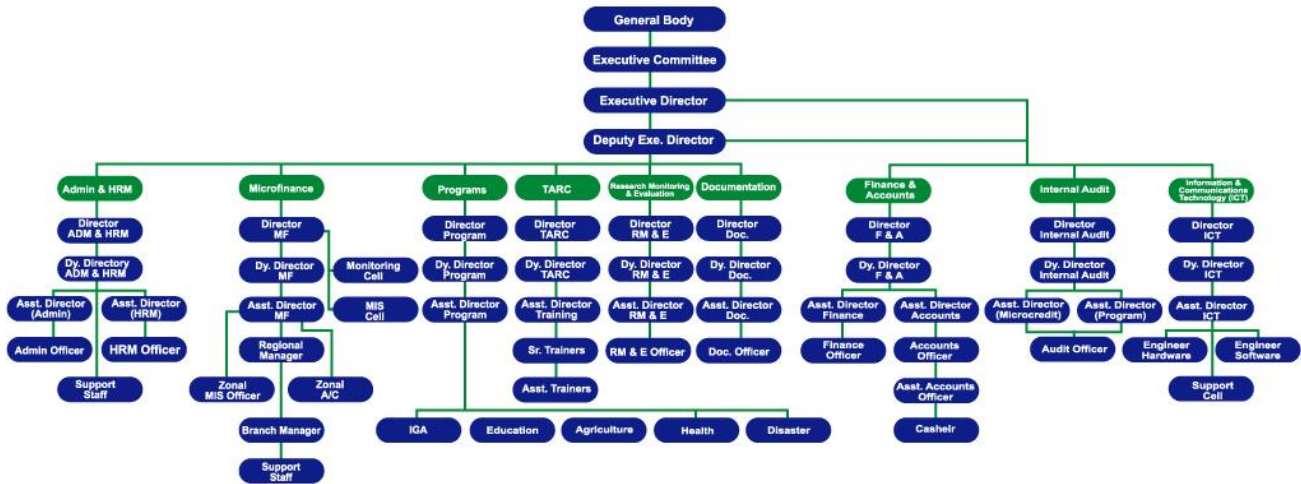 General Body
Executive Committee
Executive Director
Deputy Exe. Director
Admin & HRM
Microfinance
Programs
TARC
Research Monitoring
& Evaluation
Documentation
Finance &
Accounts
Internal Audit
Information &
Communications
Technology (ICT)
Director
ADM & HRM
Director
MF
Director
Program
Director
TARC
Director
RM & E
Director
Doc.
Director
F & A
Director
Internal Audit
Director
ICT
Dy. Directory
ADM & HRM
Dy. Director
MF
Monitoring
Cell
Dy. Director
Program
Dy. Director
TARC
Dy. Director
RM & E
Dy. Director
Doc.
Dy. Director
F & A
Dy. Director
Internal Audit
Dy. Director
ICT
Asst. Director
(Admin)
Asst. Director
(HRM)
Asst. Director
MF
MIS
Cell
Asst. Director
Program
Asst. Director
Training
Asst. Director
RM & E
Asst. Director
Doc.
Asst. Director
Finance
Asst. Director
Accounts
Asst. Director
(Microcredit)
Asst. Director
(Program)
Asst. Director
ICT
Admin Officer
HRM Officer
Regional
Manager
Sr. Trainers
RM & E Officer
Doc. Officer
Finance
Officer
Accounts
Officer
Audit Officer
Engineer
Hardware
Engineer
Software
Support
Staff
Zonal
MIS Officer
Zonal
A/C
Asst. Trainers
Asst. Accounts
Officer
Support
Cell
Branch Manager
IGA
Education
Agriculture
Health
Disaster
Casheir
Support
Staff